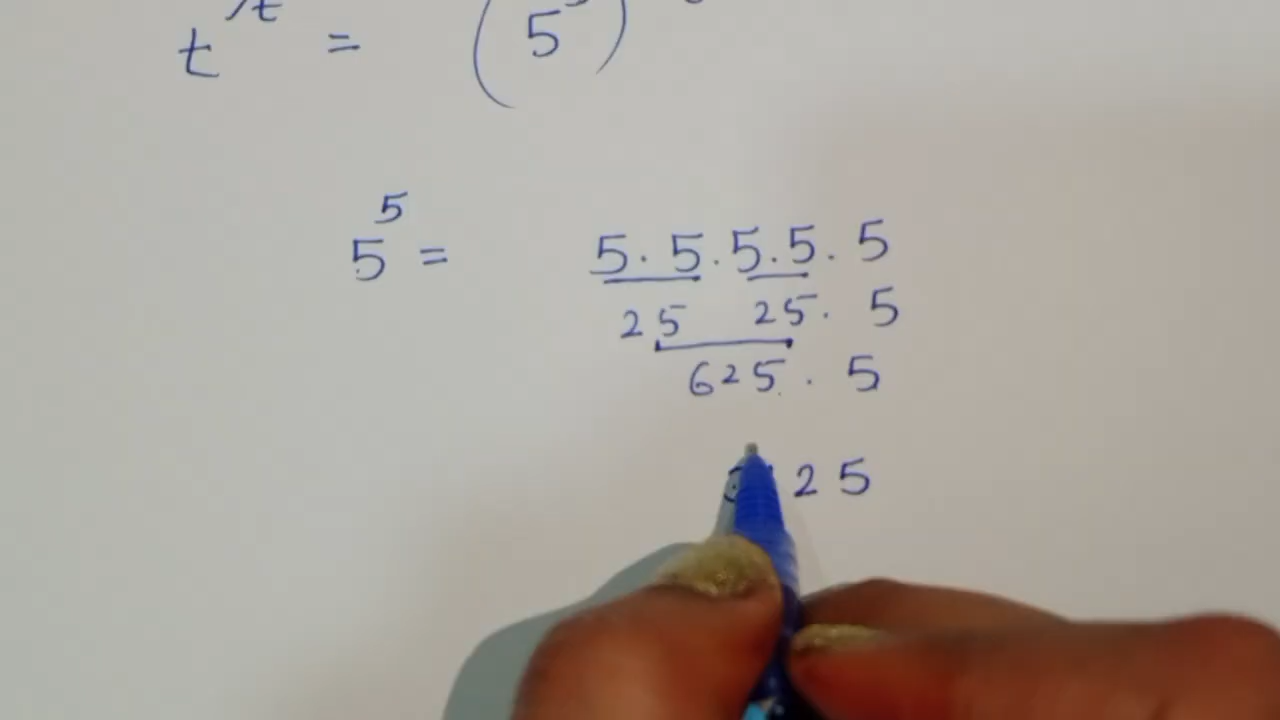 t = (5
5^5 = 5 . 5 . 5 . 5 . 5
25 25 . 5
625 . 5
25